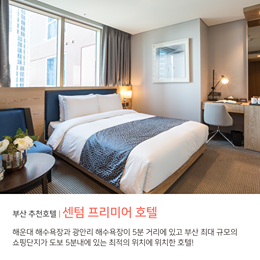 부산 추천호텔 | 센텀 프리미어 호텔
해운대 해수욕장과 광안리 해수욕장이 5분 거리에 있고 부산 최대 규모의
쇼핑단지가 도보 5분내에 있는 최적의 위치에 위치한 호텔!